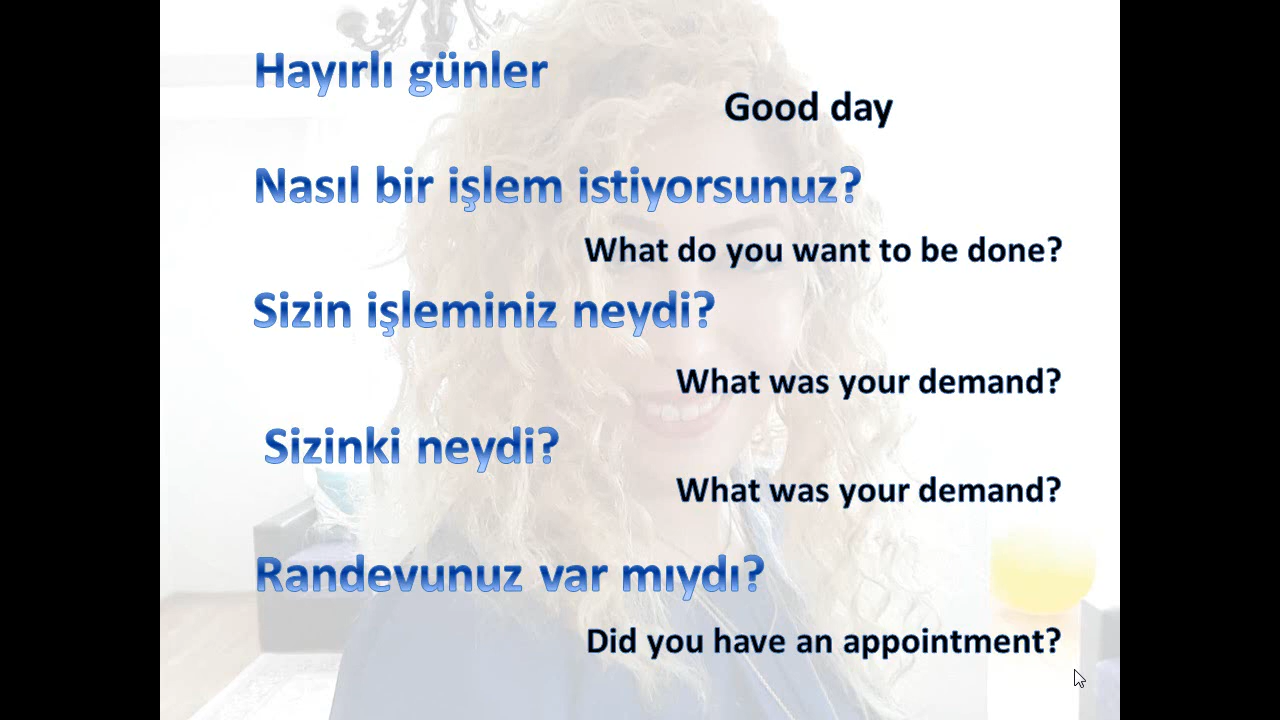 Hayırlı günler
Good day
Nasıl bir işlem istiyorsunuz?
What do you want to be done?
Sizin işleminiz neydi?
What was your demand?
Sizinki neydi?
What was your demand?
Randevunuz var mıydı?
Did you have an appointment?